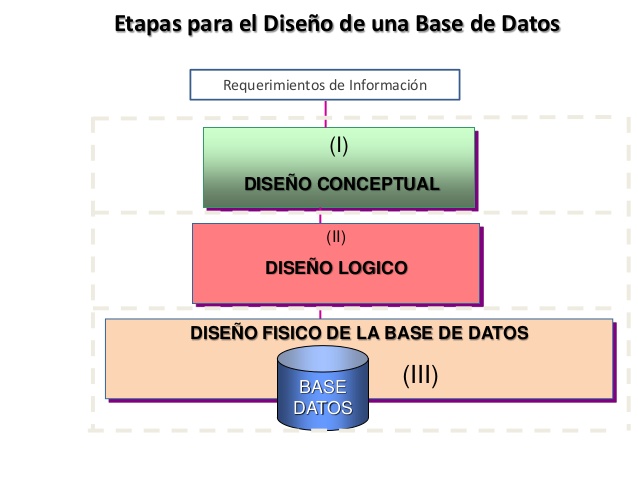 Etapas para el Diseño de una Base de Datos
Requerimientos de Información
(I)
DISEÑO CONCEPTUAL
(II)
DISEÑO LOGICO
DISEÑO FISICO DE LA BASE DE DATOS
(III)
BASE
DATOS